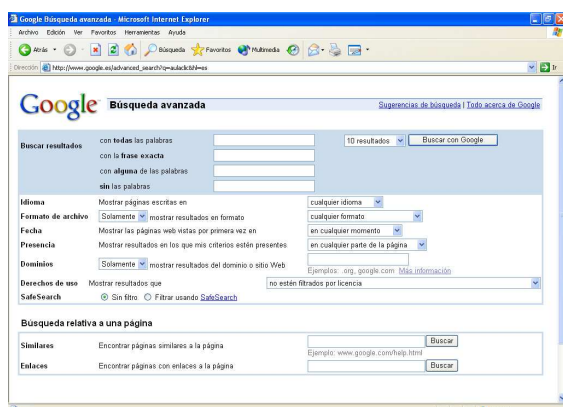 Google Búsqueda avanzada - Microsoft Internet Explorer
Archivo Edición Ver Favoritos Herramientas Ayuda
Atrás Búsqueda Favoritos Multimedia
Dirección http://www.google.es/advanced_search?q=aulaclic&hl=es Ir
Google Búsqueda avanzada Sugerencias de búsqueda | Todo acerca de Google
Buscar resultados con todas las palabras 10 resultados Buscar con Google
con la frase exacta
con alguna de las palabras
sin las palabras
Idioma Mostrar páginas escritas en cualquier idioma
Formato de archivo Solamente mostrar resultados en formato cualquier formato
Fecha Mostrar las páginas web vistas por primera vez en en cualquier momento
Presencia Mostrar resultados en los que mis criterios estén presentes en cualquier parte de la página
Dominios Solamente mostrar resultados del dominio o sitio Web
Ejemplos: .org, google.com Más información
Derechos de uso Mostrar resultados que no estén filtrados por licencia
SafeSearch Sin filtro Filtrar usando SafeSearch
Búsqueda relativa a una página
Similares Encontrar páginas similares a la página Buscar
Ejemplo: www.google.com/help.html
Enlaces Encontrar páginas con enlaces a la página Buscar